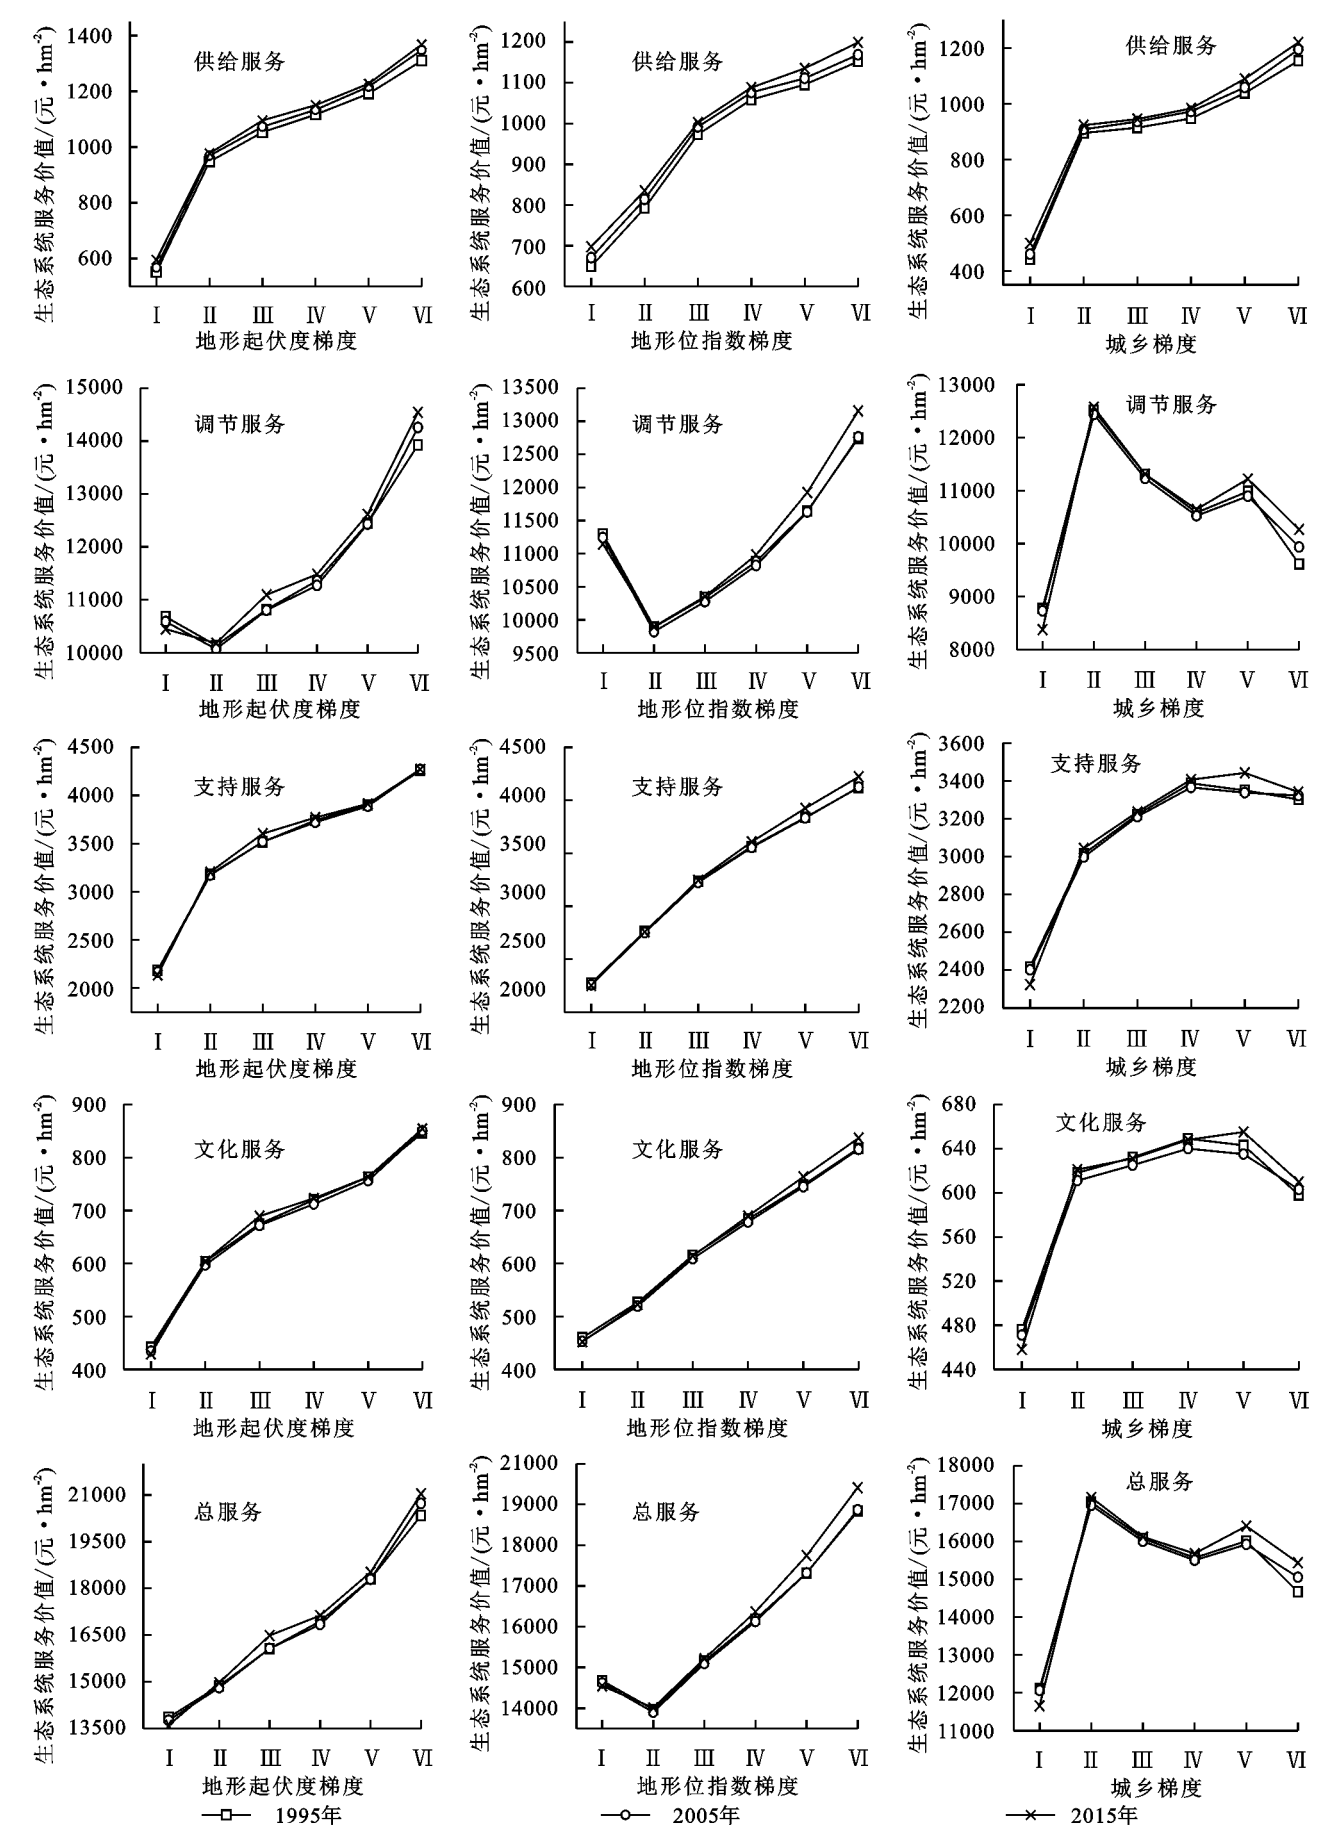 生态系统服务价值/(元·hm⁻²)
供给服务
1400
1200
1000
800
600
Ⅰ Ⅱ Ⅲ Ⅳ Ⅴ Ⅵ
地形起伏度梯度
生态系统服务价值/(元·hm⁻²)
供给服务
1200
1100
1000
900
800
700
600
Ⅰ Ⅱ Ⅲ Ⅳ Ⅴ Ⅵ
地形位指数梯度
生态系统服务价值/(元·hm⁻²)
供给服务
1200
1000
800
600
400
Ⅰ Ⅱ Ⅲ Ⅳ Ⅴ Ⅵ
城乡梯度
生态系统服务价值/(元·hm⁻²)
调节服务
15000
14000
13000
12000
11000
10000
Ⅰ Ⅱ Ⅲ Ⅳ Ⅴ Ⅵ
地形起伏度梯度
生态系统服务价值/(元·hm⁻²)
调节服务
13500
13000
12500
12000
11500
11000
10500
10000
9500
Ⅰ Ⅱ Ⅲ Ⅳ Ⅴ Ⅵ
地形位指数梯度
生态系统服务价值/(元·hm⁻²)
调节服务
13000
12000
11000
10000
9000
8000
Ⅰ Ⅱ Ⅲ Ⅳ Ⅴ Ⅵ
城乡梯度
生态系统服务价值/(元·hm⁻²)
支持服务
4500
4000
3500
3000
2500
2000
Ⅰ Ⅱ Ⅲ Ⅳ Ⅴ Ⅵ
地形起伏度梯度
生态系统服务价值/(元·hm⁻²)
支持服务
4500
4000
3500
3000
2500
2000
Ⅰ Ⅱ Ⅲ Ⅳ Ⅴ Ⅵ
地形位指数梯度
生态系统服务价值/(元·hm⁻²)
支持服务
3600
3400
3200
3000
2800
2600
2400
2200
Ⅰ Ⅱ Ⅲ Ⅳ Ⅴ Ⅵ
城乡梯度
生态系统服务价值/(元·hm⁻²)
文化服务
900
800
700
600
500
400
Ⅰ Ⅱ Ⅲ Ⅳ Ⅴ Ⅵ
地形起伏度梯度
生态系统服务价值/(元·hm⁻²)
文化服务
900
800
700
600
500
400
Ⅰ Ⅱ Ⅲ Ⅳ Ⅴ Ⅵ
地形位指数梯度
生态系统服务价值/(元·hm⁻²)
文化服务
680
640
600
560
520
480
440
Ⅰ Ⅱ Ⅲ Ⅳ Ⅴ Ⅵ
城乡梯度
生态系统服务价值/(元·hm⁻²)
总服务
21000
19500
18000
16500
15000
13500
Ⅰ Ⅱ Ⅲ Ⅳ Ⅴ Ⅵ
地形起伏度梯度
生态系统服务价值/(元·hm⁻²)
总服务
21000
19000
18000
17000
16000
15000
14000
Ⅰ Ⅱ Ⅲ Ⅳ Ⅴ Ⅵ
地形位指数梯度
生态系统服务价值/(元·hm⁻²)
总服务
18000
17000
16000
15000
14000
13000
12000
11000
Ⅰ Ⅱ Ⅲ Ⅳ Ⅴ Ⅵ
城乡梯度
1995年 2005年 2015年